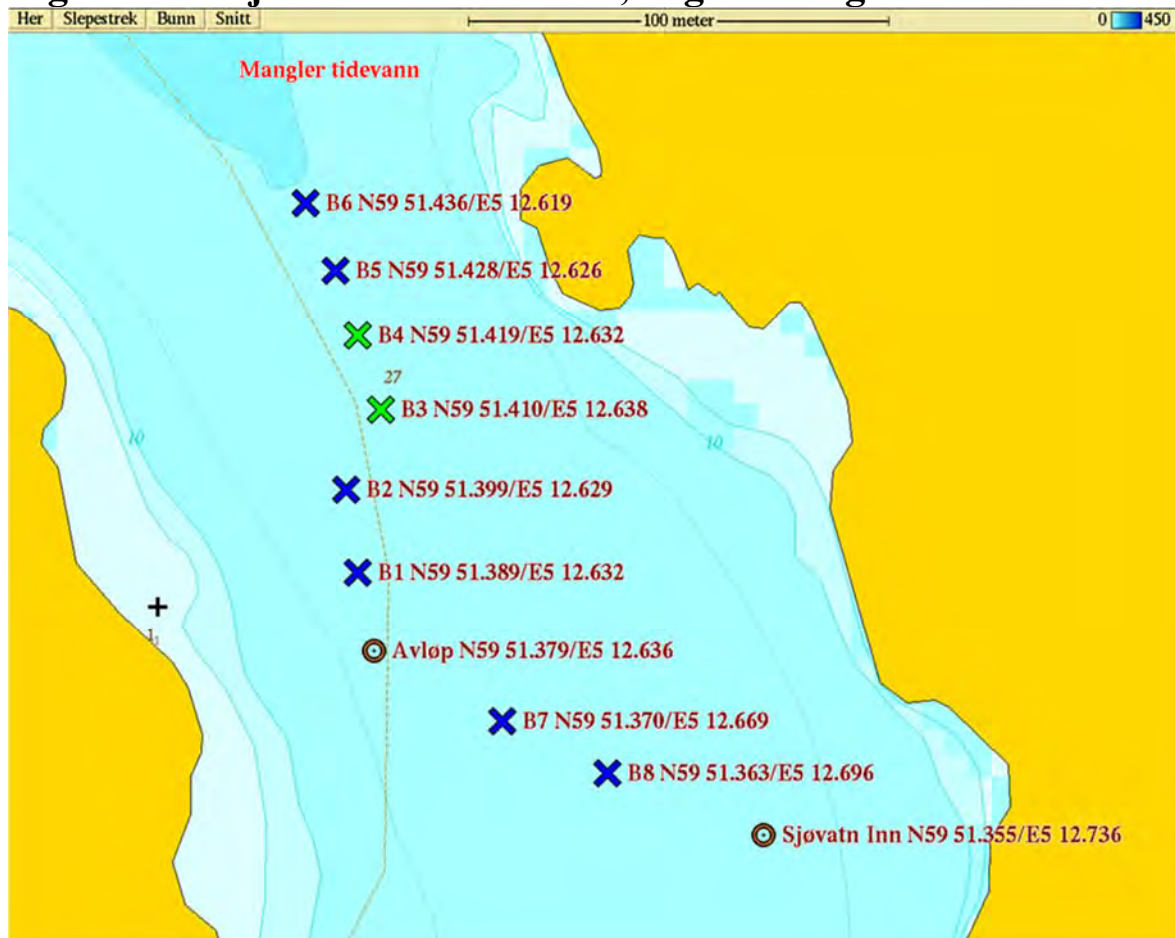 Her Slepestrek Bunn Snitt 100 meter 0 450
Mangler tidevann
B6 N59 51.436/E5 12.619
B5 N59 51.428/E5 12.626
B4 N59 51.419/E5 12.632
27
B3 N59 51.410/E5 12.638
10
10
B2 N59 51.399/E5 12.629
B1 N59 51.389/E5 12.632
Avløp N59 51.379/E5 12.636
B7 N59 51.370/E5 12.669
B8 N59 51.363/E5 12.696
Sjøvatn Inn N59 51.355/E5 12.736